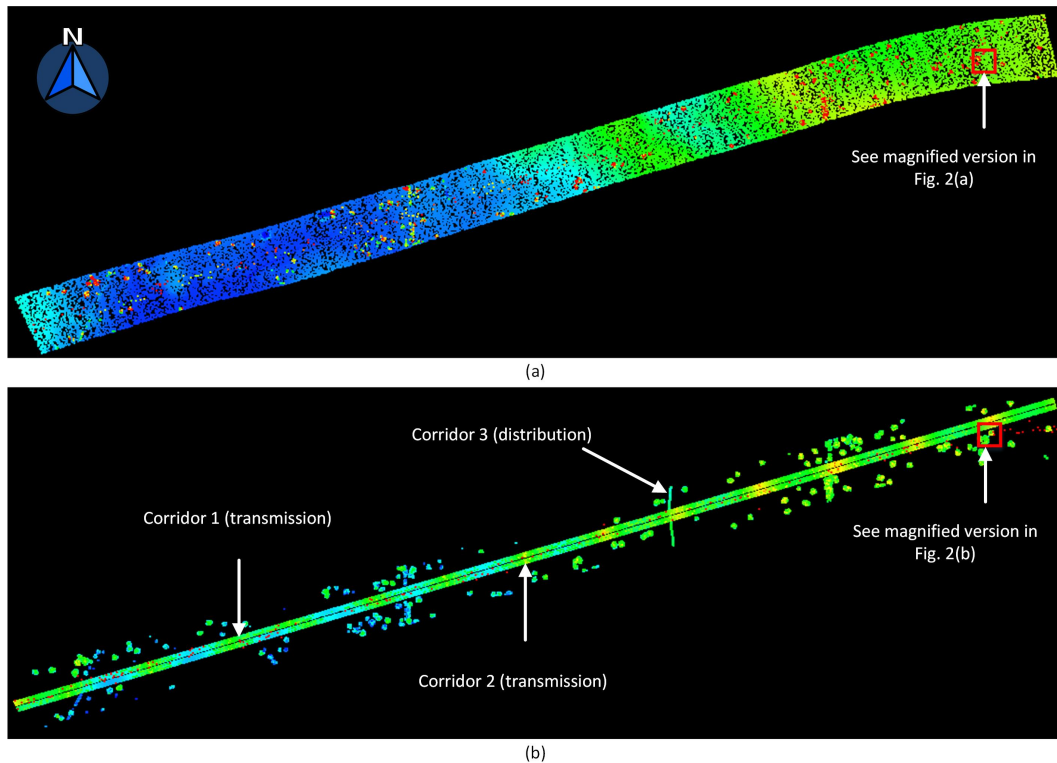 N
See magnified version in
Fig. 2(a)
(a)
Corridor 3 (distribution)
Corridor 1 (transmission)
See magnified version in
Fig. 2(b)
Corridor 2 (transmission)
(b)